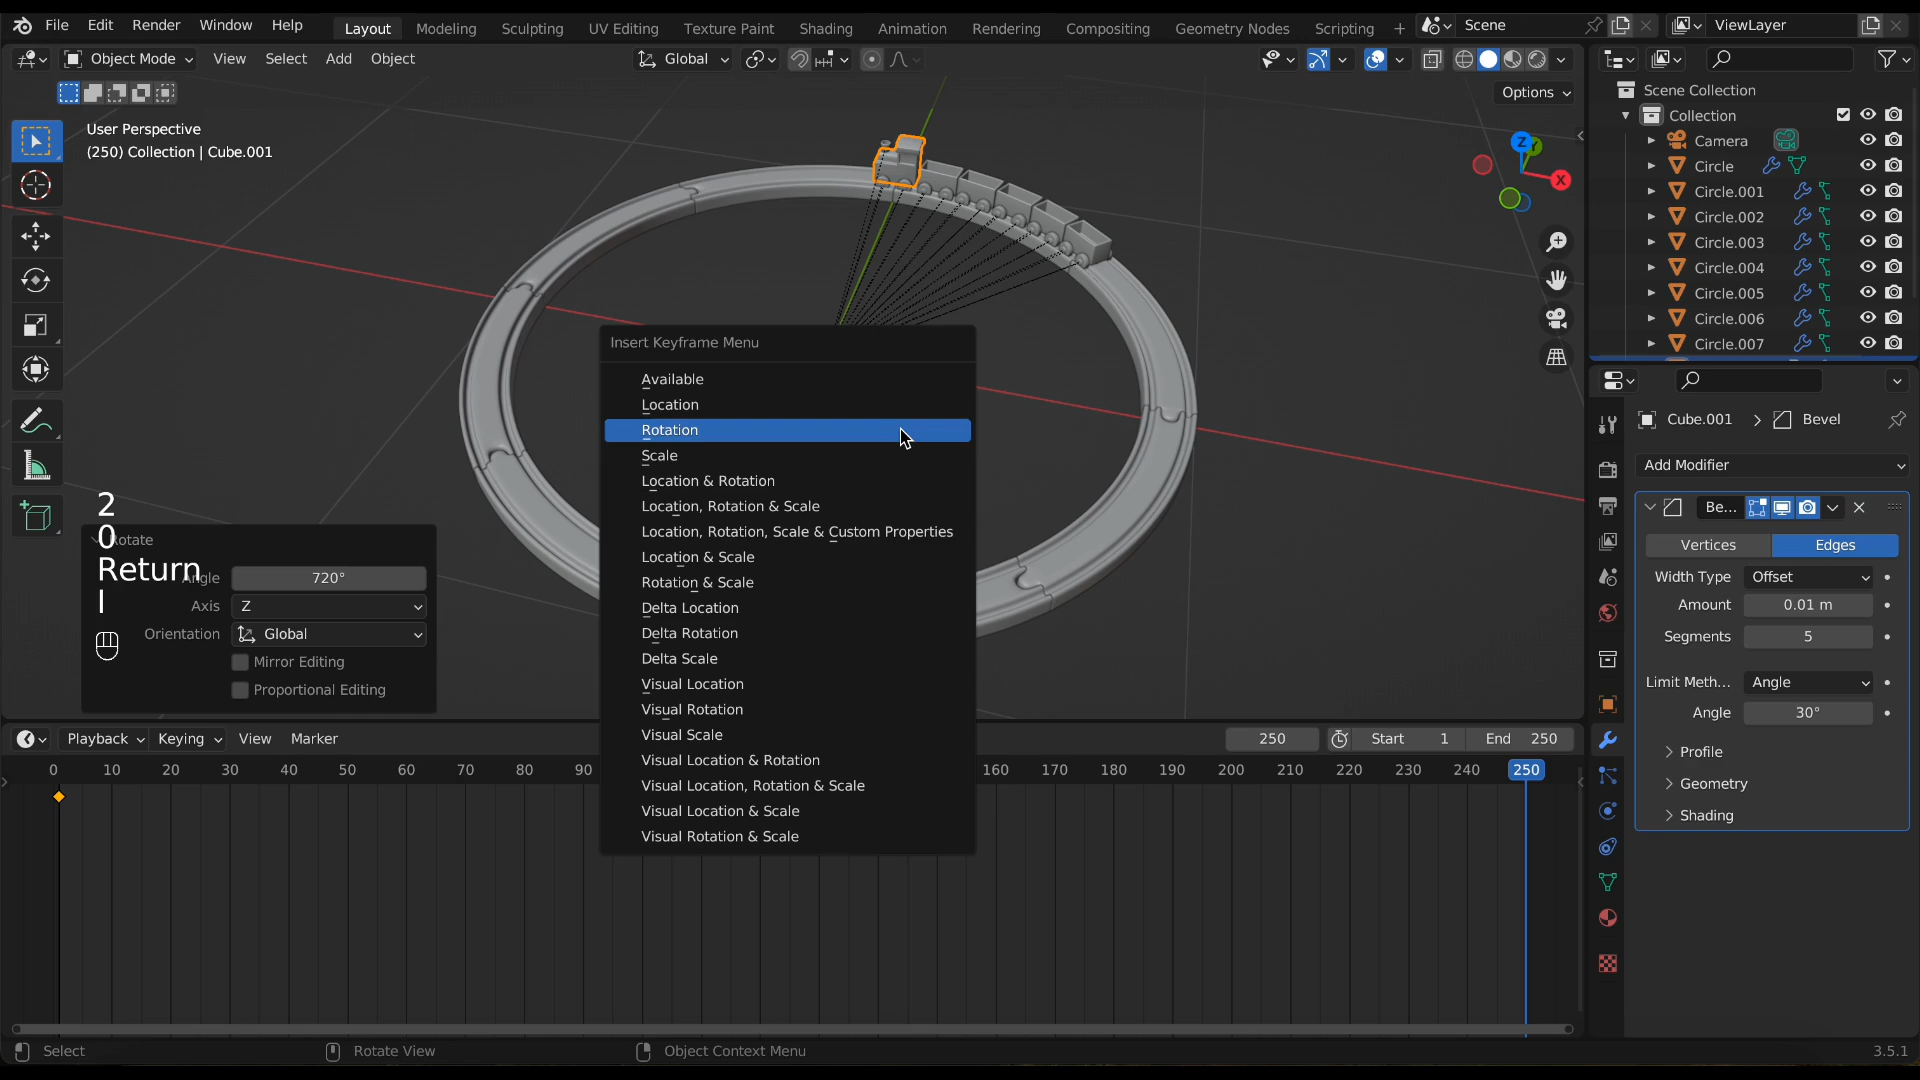 File Edit Render Window Help Layout Modeling Sculpting UV Editing Texture Paint Shading Animation Rendering Compositing Geometry Nodes Scripting + Scene ViewLayer
Object Mode View Select Add Object Global
Options
User Perspective
(250) Collection | Cube.001
Z
Y
X
Scene Collection
Collection
Camera
Circle
Circle.001
Circle.002
Circle.003
Circle.004
Circle.005
Circle.006
Circle.007
Insert Keyframe Menu
Available
Location
Rotation
Scale
Location & Rotation
Location, Rotation & Scale
Location, Rotation, Scale & Custom Properties
Location & Scale
Rotation & Scale
Delta Location
Delta Rotation
Delta Scale
Visual Location
Visual Rotation
Visual Scale
Visual Location & Rotation
Visual Location, Rotation & Scale
Visual Location & Scale
Visual Rotation & Scale
2
0
Return
I
Rotate
Angle 720°
Axis Z
Orientation Global
Mirror Editing
Proportional Editing
Cube.001 > Bevel
Add Modifier
Be...
Vertices Edges
Width Type Offset
Amount 0.01 m
Segments 5
Limit Meth... Angle
Angle 30°
Profile
Geometry
Shading
Playback Keying View Marker 250 Start 1 End 250
0 10 20 30 40 50 60 70 80 90 160 170 180 190 200 210 220 230 240 250
Select Rotate View Object Context Menu 3.5.1